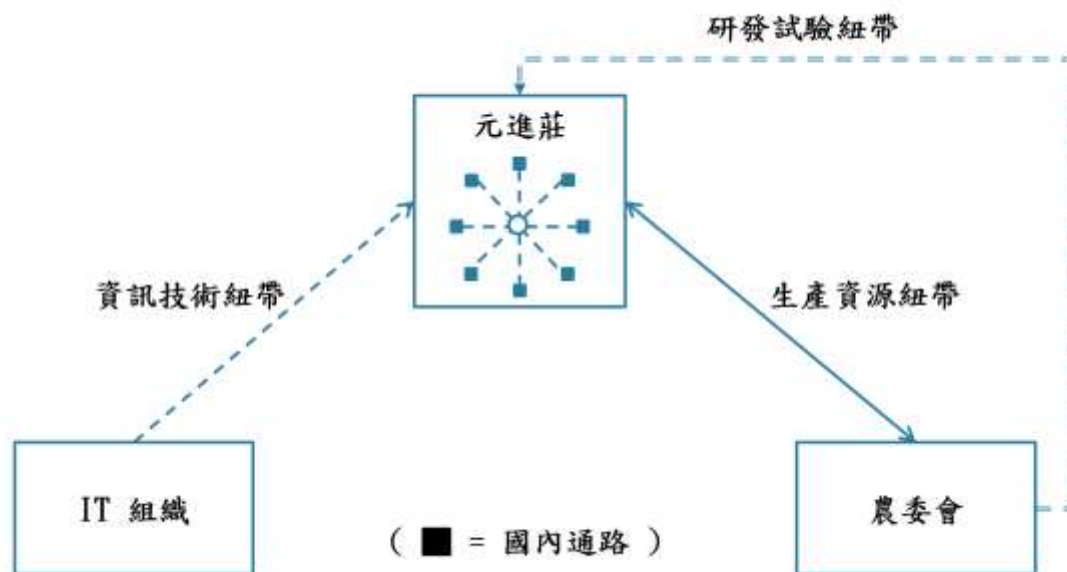 研發試驗紐帶
元進莊
資訊技術紐帶
生產資源紐帶
IT 組織
農委會
( ■ = 國內通路 )